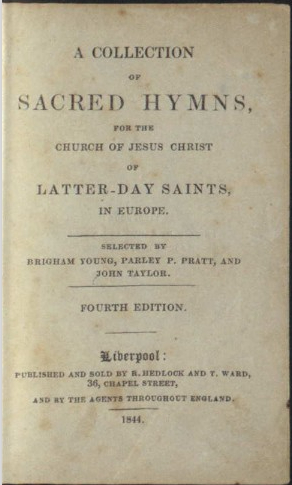 A COLLECTION
OF
SACRED HYMNS,
FOR THE
CHURCH OF JESUS CHRIST
OF
LATTER-DAY SAINTS,
IN EUROPE.
SELECTED BY
BRIGHAM YOUNG, PARLEY P. PRATT, AND
JOHN TAYLOR.
FOURTH EDITION.
Liverpool:
PUBLISHED AND SOLD BY R. HEDLOCK AND T. WARD,
36, CHAPEL STREET,
AND BY THE AGENTS THROUGHOUT ENGLAND.
1844.